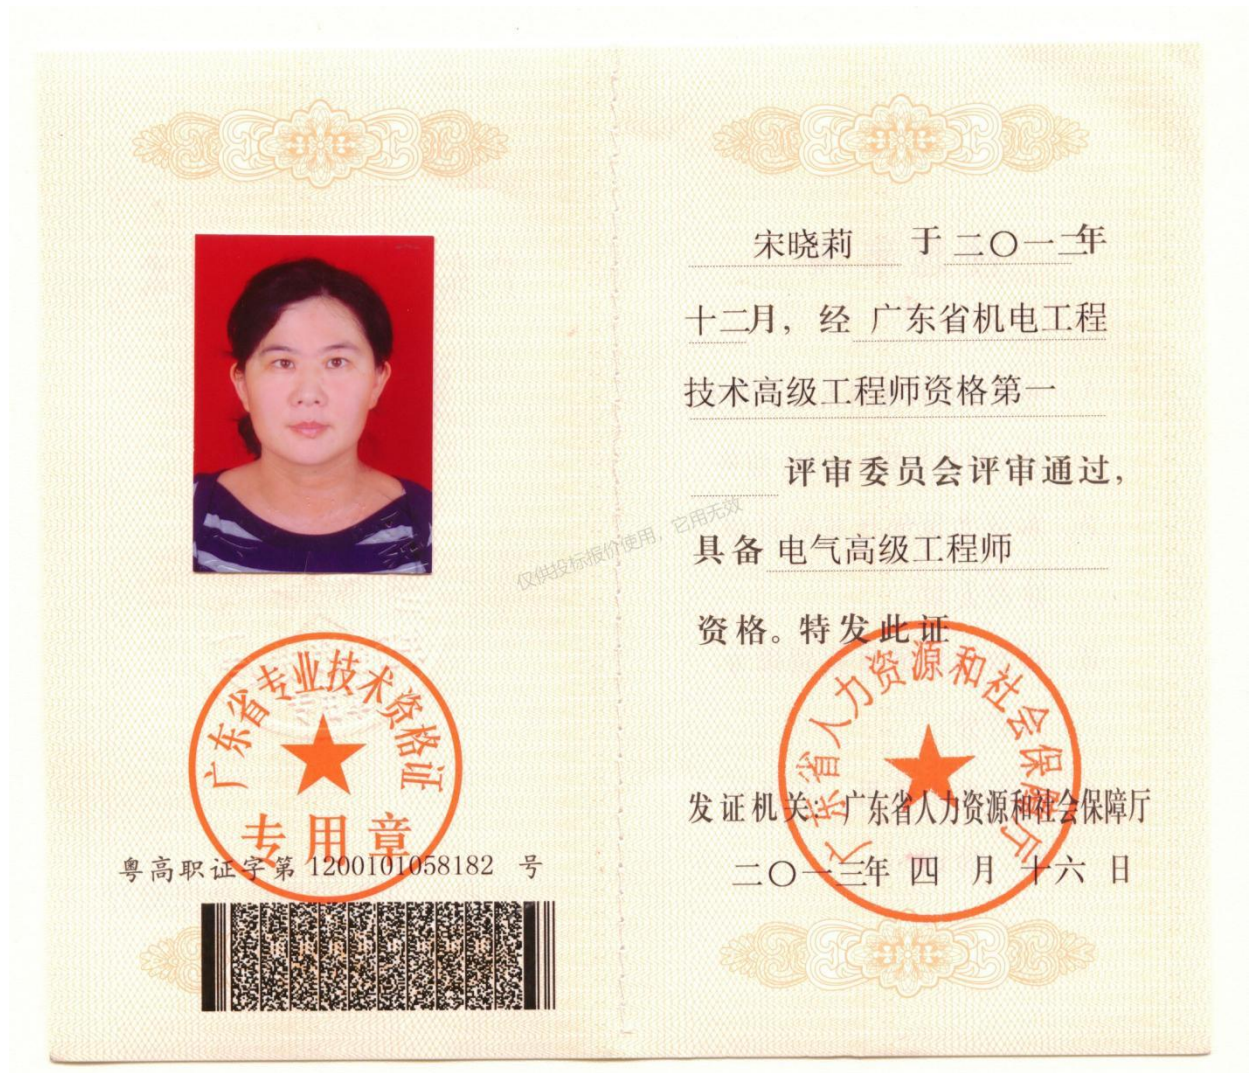 广东省专业技术资格证
专用章
粤高职证字第 1200101058182 号
宋晓莉 于 二〇一二年
十二月，经 广东省机电工程
技术高级工程师资格第一
评审委员会评审通过，
具备 电气高级工程师
资格。特发此证
广东省人力资源和社会保障厅
发证机关：广东省人力资源和社会保障厅
二〇一三年 四 月 十六 日
仅供投标报价使用，它用无效